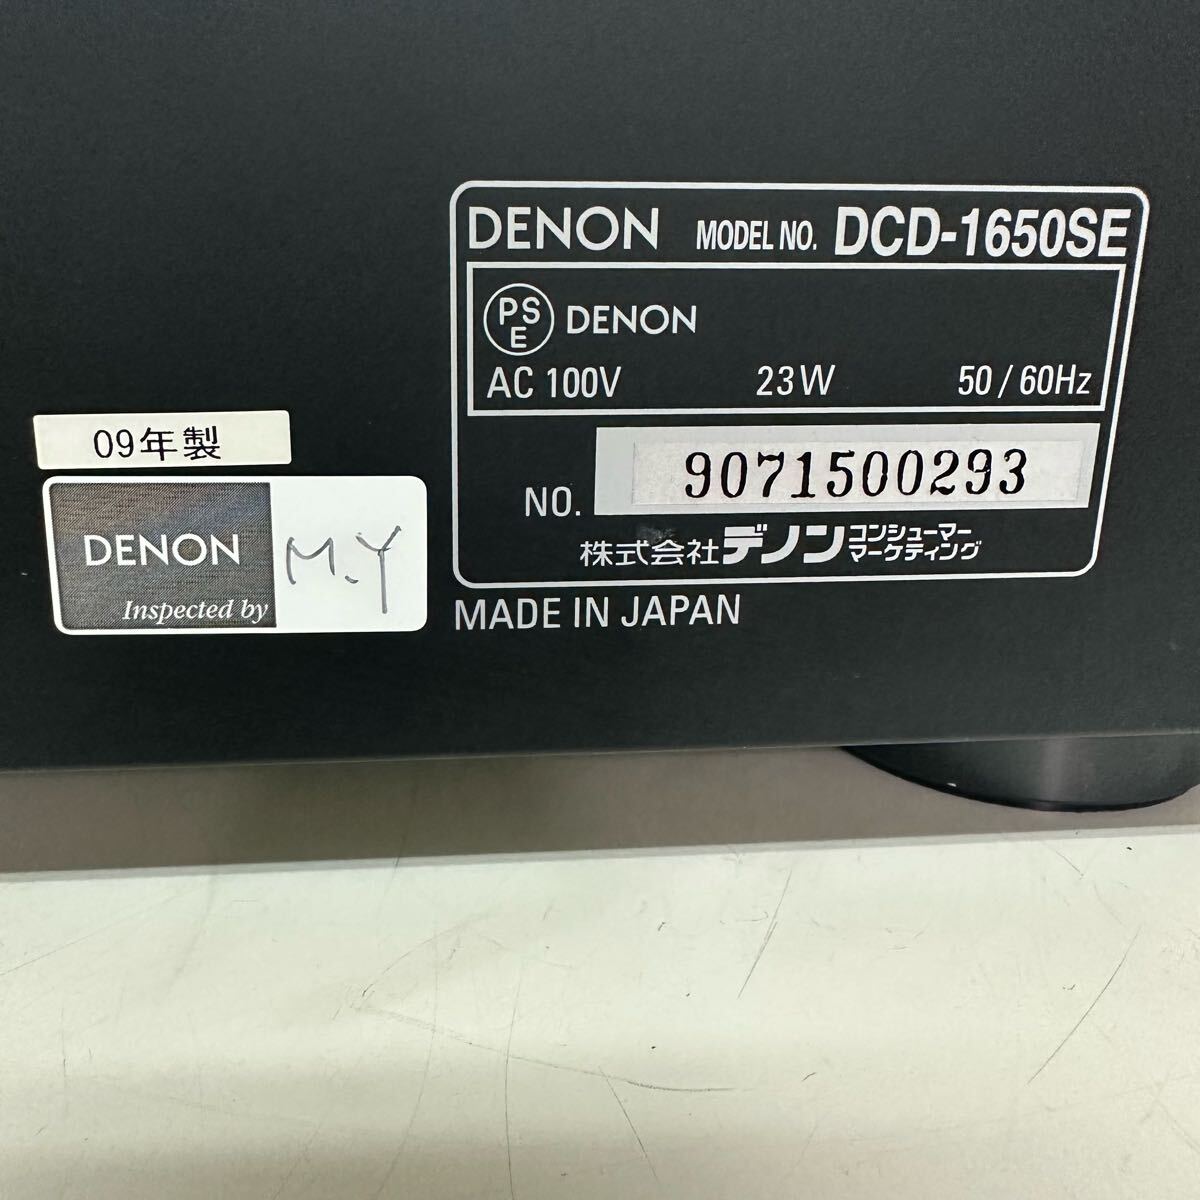 DENON MODEL NO. DCD-1650SE
PS
E
DENON
AC 100V 23W 50/60Hz
NO. 9071500293
株式会社デノン コンシューマー
マーケティング
MADE IN JAPAN
09年製
DENON
Inspected by
M.Y